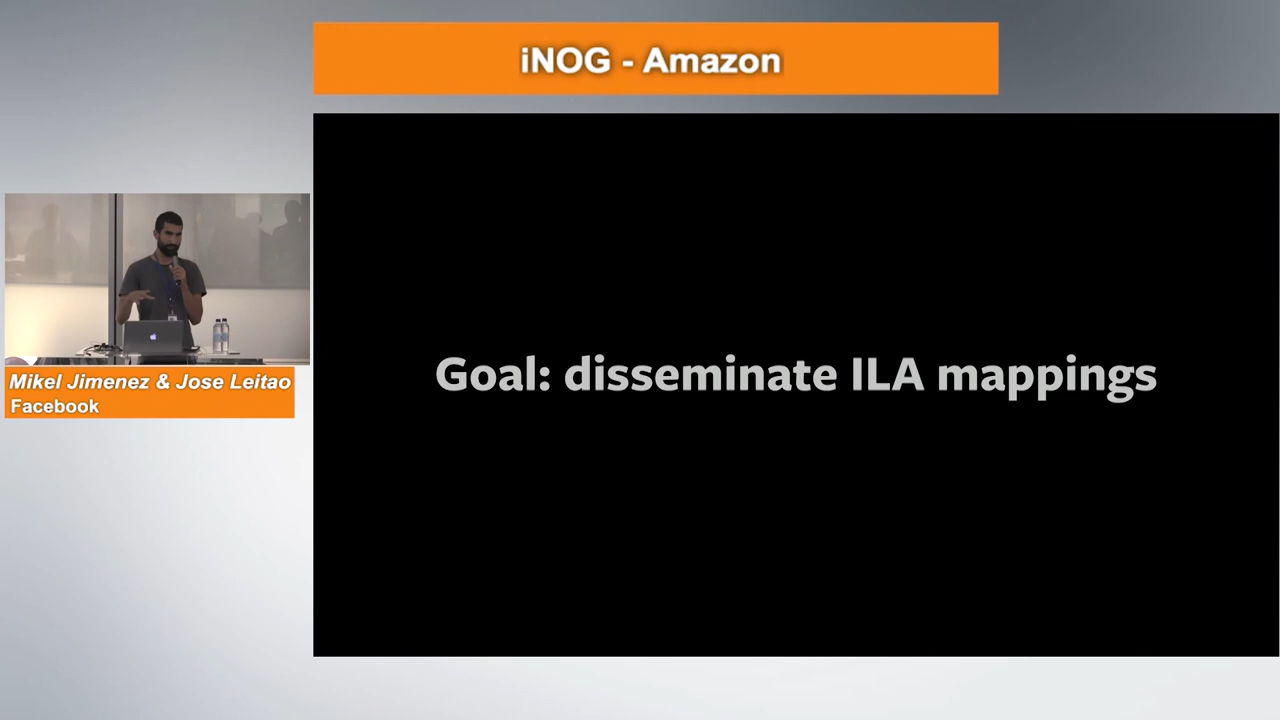 iNOG - Amazon
Goal: disseminate ILA mappings
Mikel Jimenez & Jose Leitao
Facebook